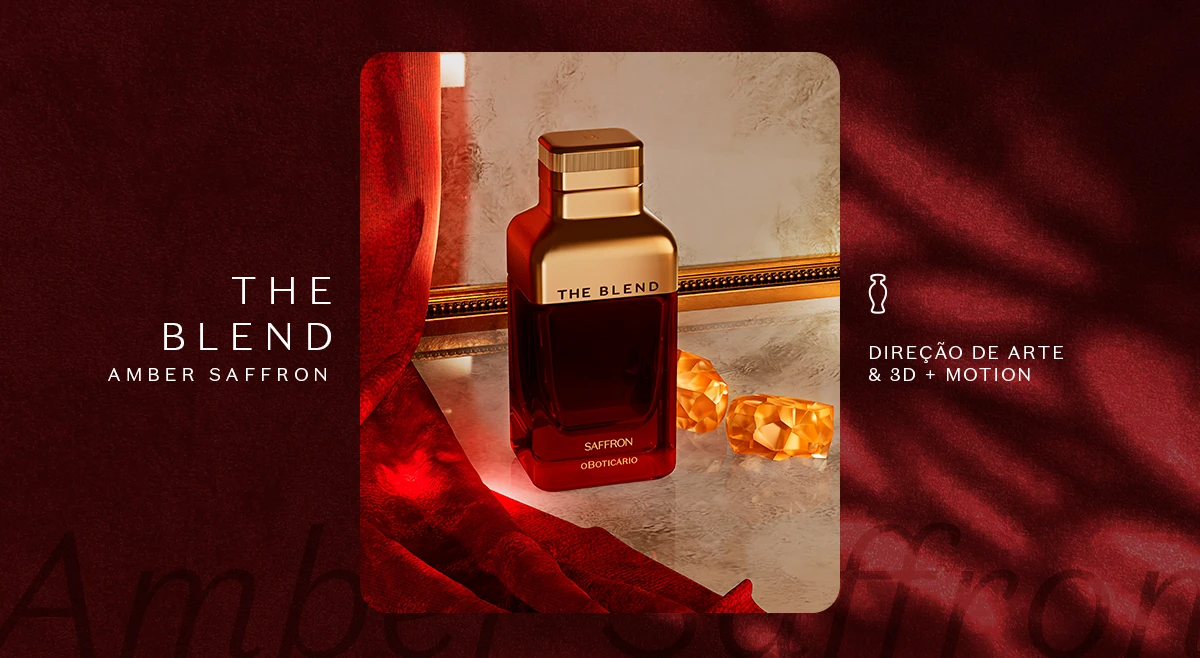 THE
BLEND
AMBER SAFFRON
THE BLEND
SAFFRON
oBOTICÁRIO
DIREÇÃO DE ARTE
& 3D + MOTION
Amber Saffron